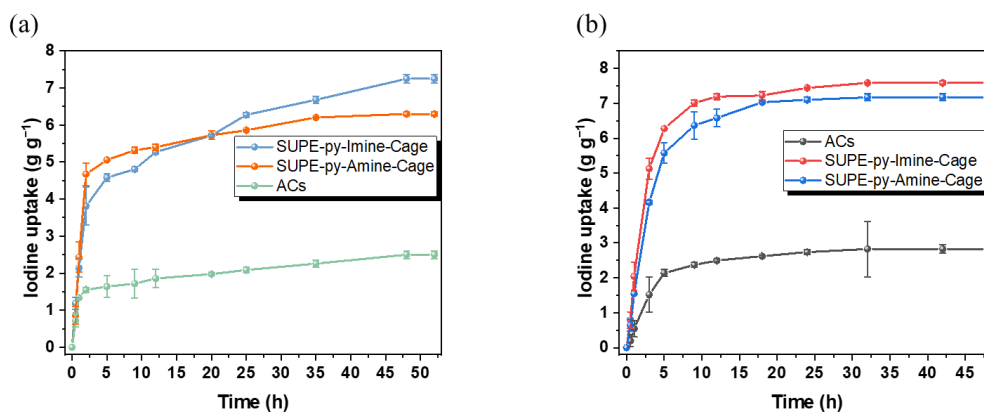 (a)
8
7
6
5
4
3
2
1
0
Iodine uptake (g g⁻¹)
SUPE-py-Imine-Cage
SUPE-py-Amine-Cage
ACs
0 5 10 15 20 25 30 35 40 45 50
Time (h)
(b)
8
7
6
5
4
3
2
1
0
Iodine uptake (g g⁻¹)
ACs
SUPE-py-Imine-Cage
SUPE-py-Amine-Cage
0 5 10 15 20 25 30 35 40 45
Time (h)